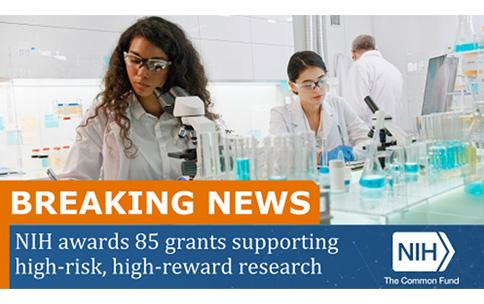 BREAKING NEWS
NIH awards 85 grants supporting
high-risk, high-reward research
NIH
The Common Fund